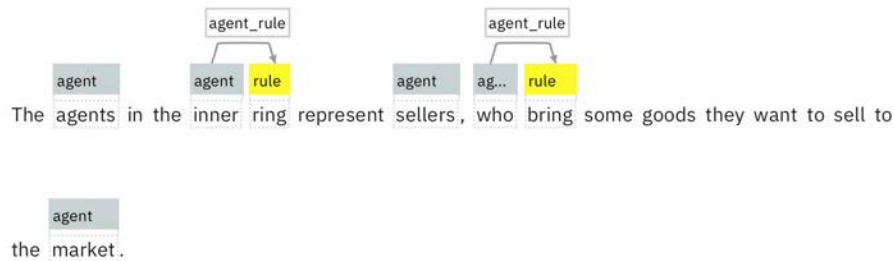 agent_rule agent_rule
agent agent rule agent ag... rule
The agents in the inner ring represent sellers, who bring some goods they want to sell to
agent
the market.